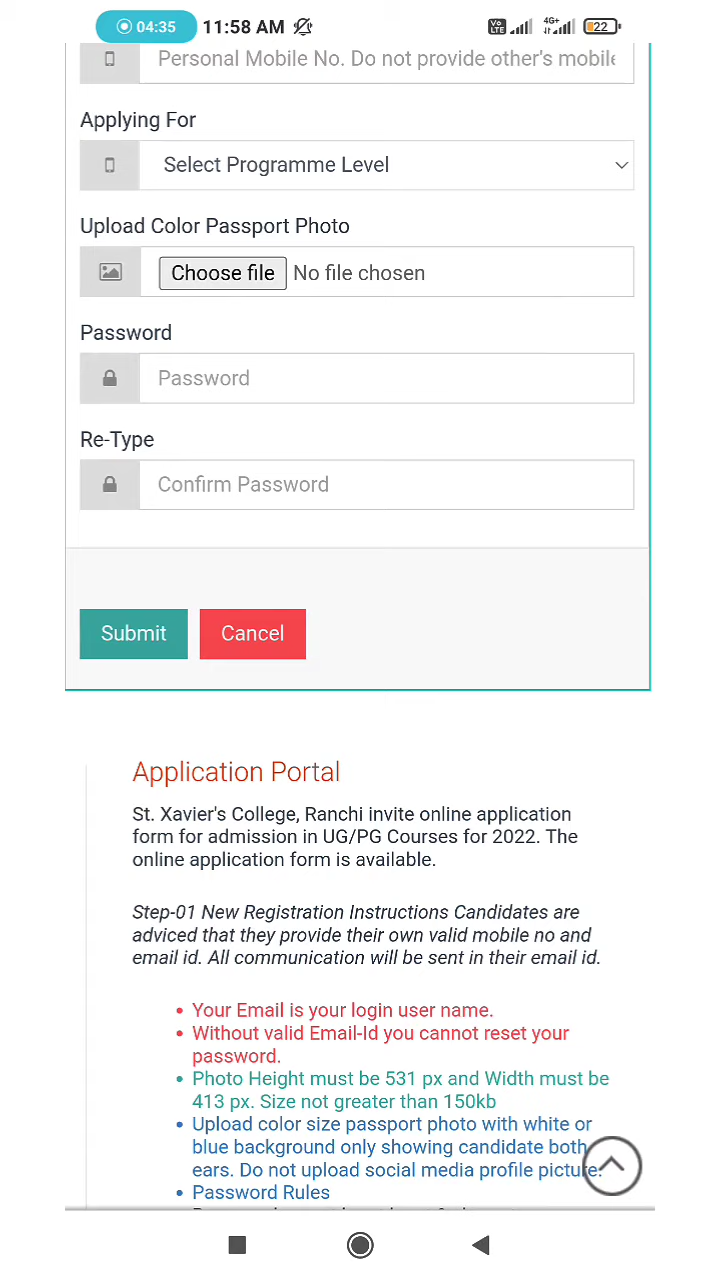 04:35 11:58 AM Vo LTE 4G+ 22
Personal Mobile No. Do not provide other's mobile
Applying For
Select Programme Level
Upload Color Passport Photo
Choose file No file chosen
Password
Password
Re-Type
Confirm Password
Submit Cancel
Application Portal
St. Xavier's College, Ranchi invite online application
form for admission in UG/PG Courses for 2022. The
online application form is available.
Step-01 New Registration Instructions Candidates are
adviced that they provide their own valid mobile no and
email id. All communication will be sent in their email id.
• Your Email is your login user name.
• Without valid Email-Id you cannot reset your
password.
• Photo Height must be 531 px and Width must be
413 px. Size not greater than 150kb
• Upload color size passport photo with white or
blue background only showing candidate both
ears. Do not upload social media profile picture.
• Password Rules